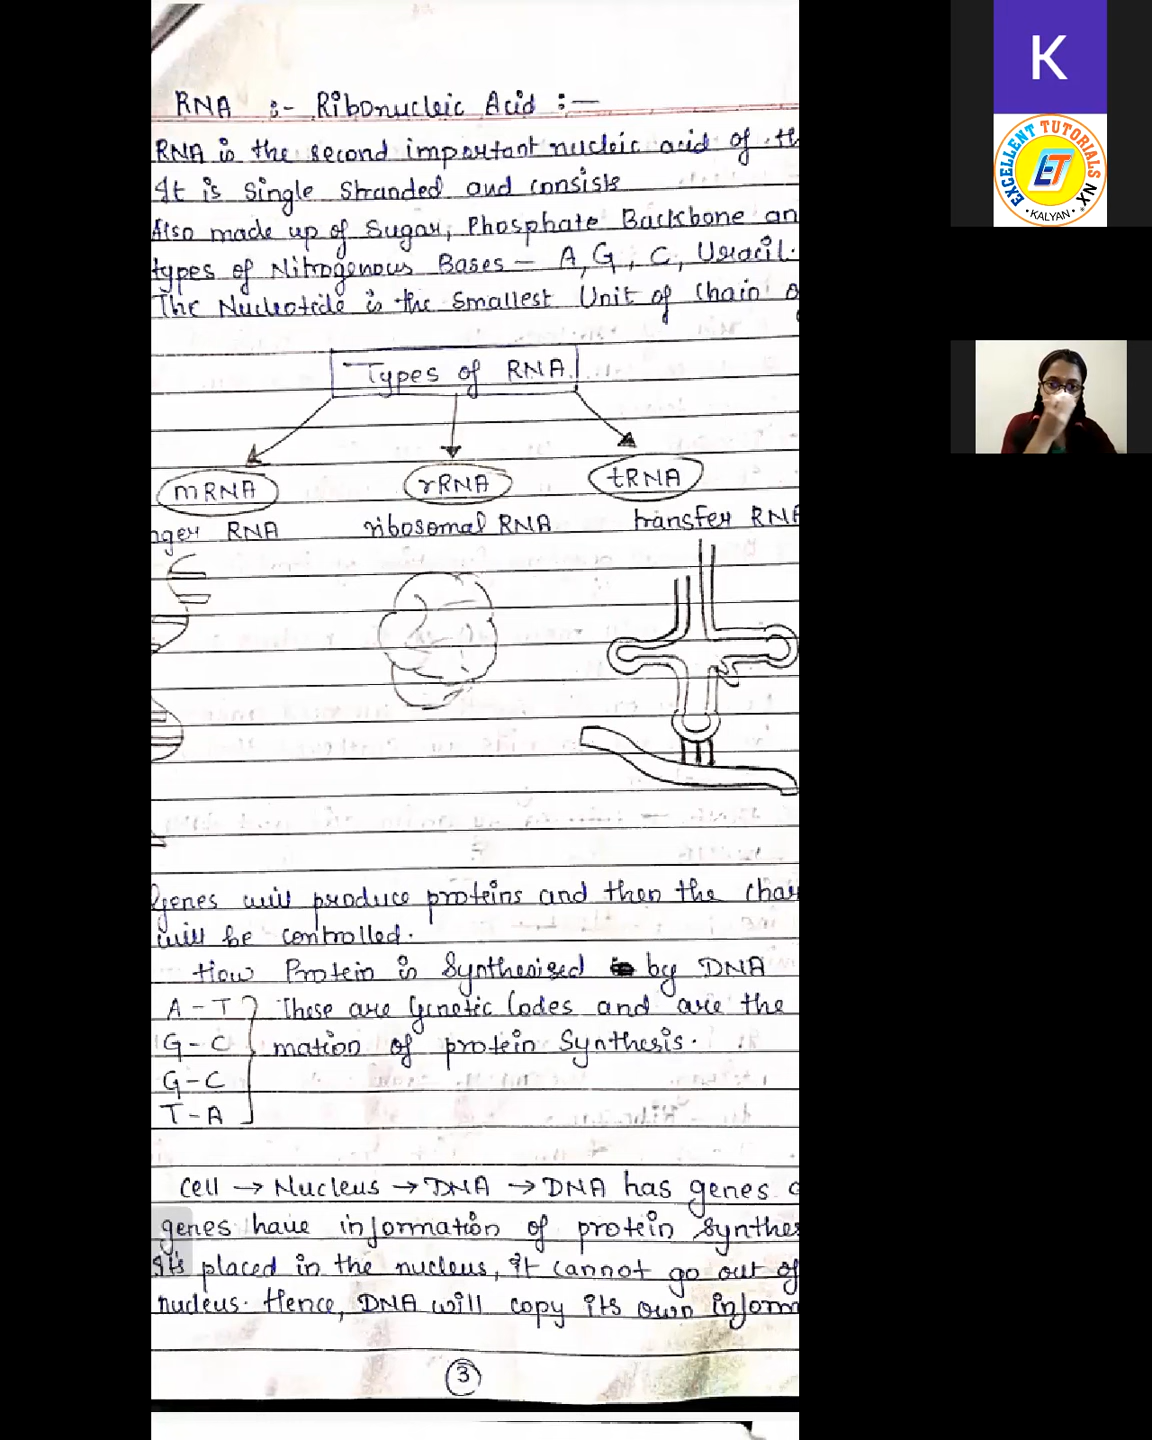 RNA :- Ribonucleic Acid :-
RNA is the second important nucleic acid of th
It is Single Stranded and consists
Also made up of Sugar, Phosphate Backbone an
types of Nitrogenous Bases - A, G, C, Uracil.
The Nucleotide is the Smallest Unit of Chain o
Types of RNA
mRNA rRNA tRNA
nger RNA ribosomal RNA transfer RNA
genes will produce proteins and then the char
will be controlled.
How Protein is Synthesised by DNA
A - T } These are Genetic Codes and are the
G - C mation of protein Synthesis.
G - C
T - A
Cell → Nucleus → DNA → DNA has genes
genes have information of protein Synthes
It's placed in the nucleus, it cannot go out of
nucleus. Hence, DNA will copy its own inform
3
K
EXCELLENT TUTORIALS
ET
KALYAN